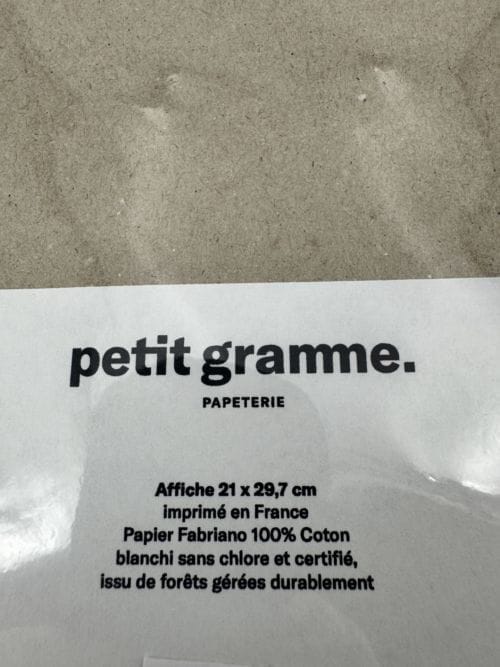 petit gramme.
PAPETERIE
Affiche 21 x 29,7 cm
imprimé en France
Papier Fabriano 100% Coton
blanchi sans chlore et certifié,
issu de forêts gérées durablement